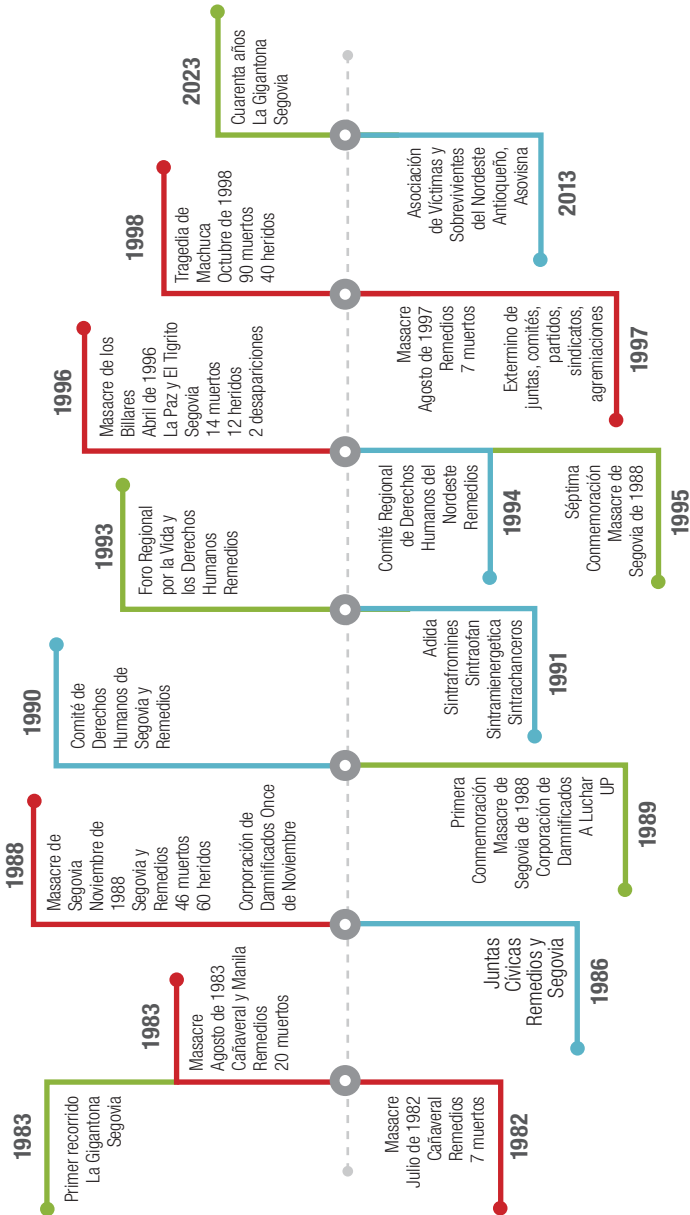 1983
Primer recorrido
La Gigantona
Segovia
1983
Masacre
Agosto de 1983
Cañaveral y Manila
Remedios
20 muertos
Masacre
Julio de 1982
Cañaveral
Remedios
7 muertos
1982
Juntas
Cívicas
Remedios y
Segovia
1986
1988
Masacre de
Segovia
Noviembre de
1988
Segovia y
Remedios
46 muertos
60 heridos
Corporación de
Damnificados Once
de Noviembre
Primera
Conmemoración
Masacre de
Segovia de 1988
Corporación de
Damnificados
A Luchar
UP
1989
1990
Comité de
Derechos
Humanos de
Segovia y
Remedios
Adida
Sintrafromines
Sintraofan
Sintramienergetica
Sintrachanceros
1991
1993
Foro Regional
por la Vida y
los Derechos
Humanos
Remedios
Comité Regional
de Derechos
Humanos del
Nordeste
Remedios
1994
Séptima
Conmemoración
Masacre de
Segovia de 1988
1995
1996
Masacre de los
Billares
Abril de 1996
La Paz y El Tigrito
Segovia
14 muertos
12 heridos
2 desapariciones
Masacre
Agosto de 1997
Remedios
7 muertos
Extermino de
juntas, comités,
partidos,
sindicatos,
agremiaciones
1997
1998
Tragedia de
Machuca
Octubre de 1998
90 muertos
40 heridos
Asociación
de Víctimas y
Sobrevivientes
del Nordeste
Antioqueño,
Asovisna
2013
2023
Cuarenta años
La Gigantona
Segovia